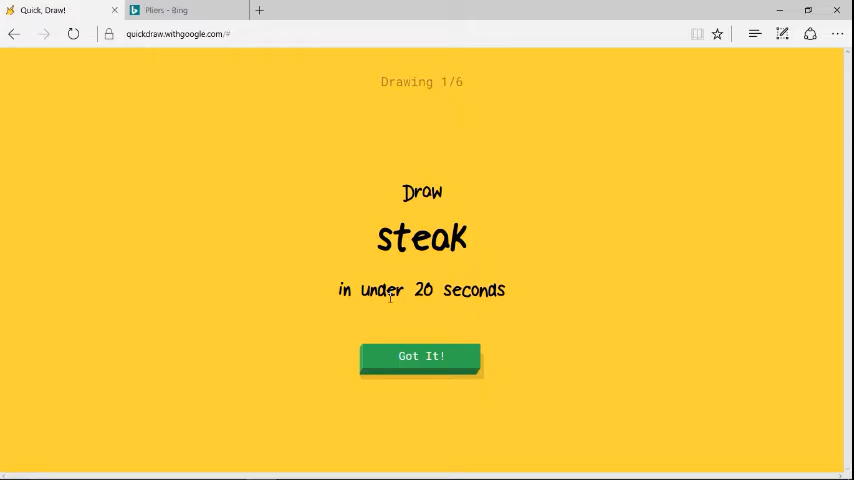 Quick, Draw!
Pliers - Bing
quickdraw.withgoogle.com/#
Drawing 1/6
Draw
steak
in under 20 seconds
Got It!